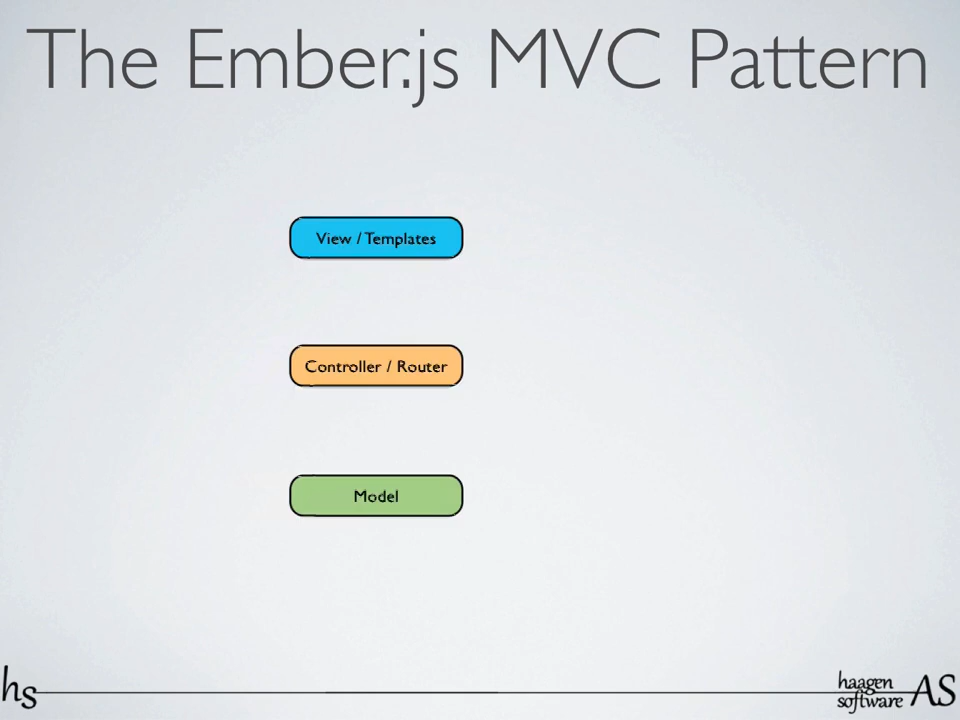 The Ember.js MVC Pattern
View / Templates
Controller / Router
Model
hs
haagen
software AS